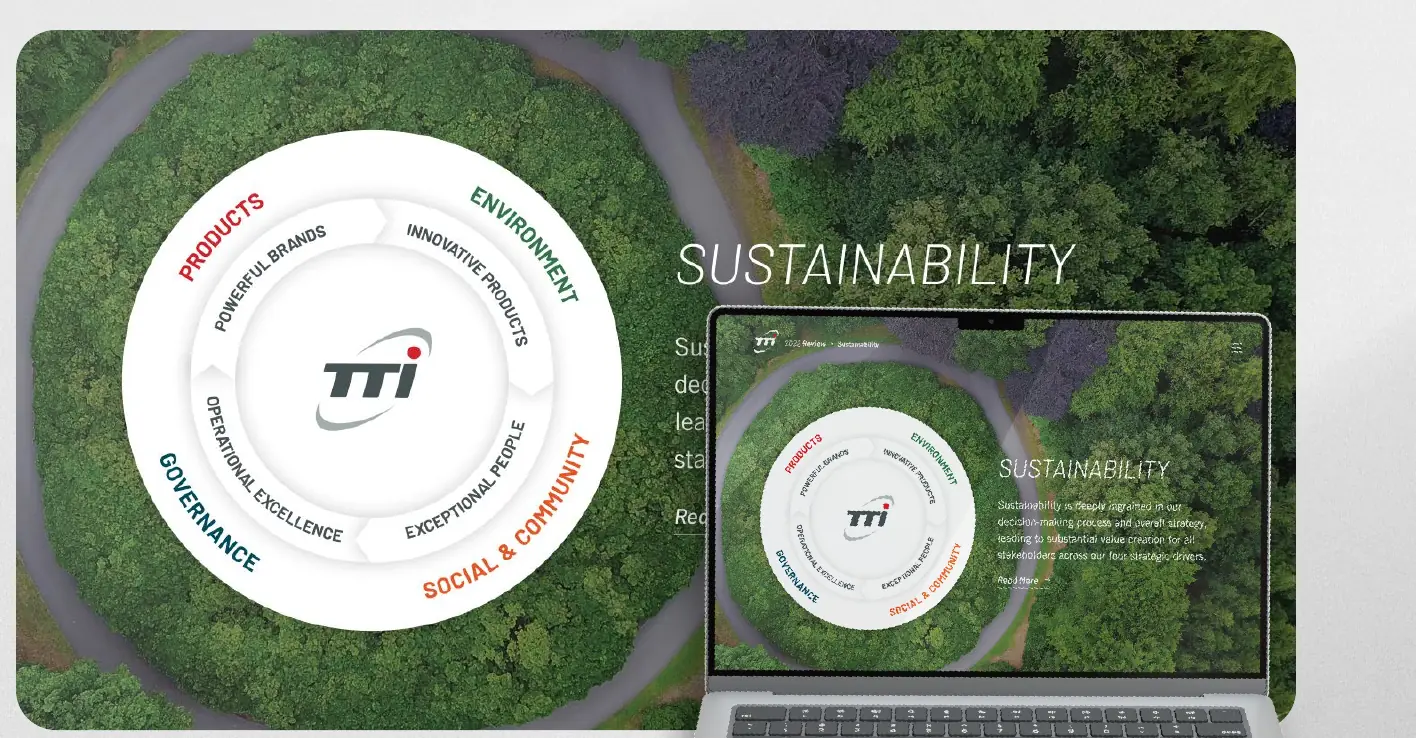 PRODUCTS
ENVIRONMENT
POWERFUL BRANDS
INNOVATIVE PRODUCTS
TTI
OPERATIONAL EXCELLENCE
EXCEPTIONAL PEOPLE
GOVERNANCE
SOCIAL & COMMUNITY
SUSTAINABILITY
TTI
2022 Review • Sustainability
PRODUCTS
ENVIRONMENT
POWERFUL BRANDS
INNOVATIVE PRODUCTS
TTI
OPERATIONAL EXCELLENCE
EXCEPTIONAL PEOPLE
GOVERNANCE
SOCIAL & COMMUNITY
SUSTAINABILITY
Sustainability is deeply ingrained in our
decision-making process and overall strategy,
leading to substantial value creation for all
stakeholders across our four strategic drivers.
Read More